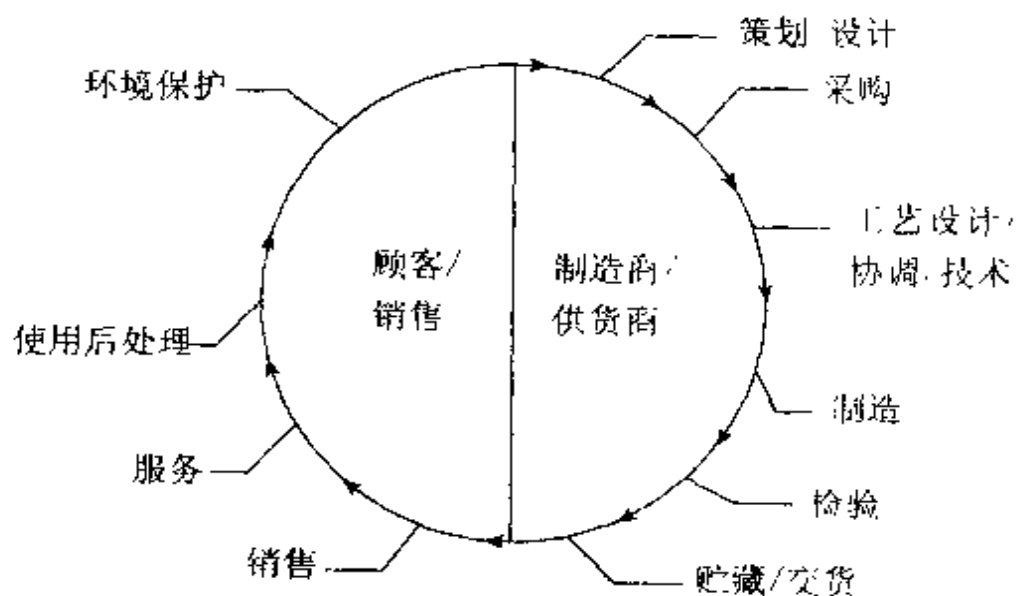 策划 设计
环境保护
采购
工艺设计/
协调·技术
顾客/
销售
制造商/
供货商
使用后处理
制造
服务
检验
销售
贮藏/交货